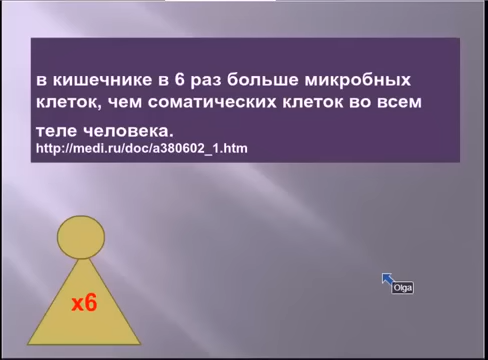 в кишечнике в 6 раз больше микробных
клеток, чем соматических клеток во всем
теле человека.
http://medi.ru/doc/a380602_1.htm
x6
Olga